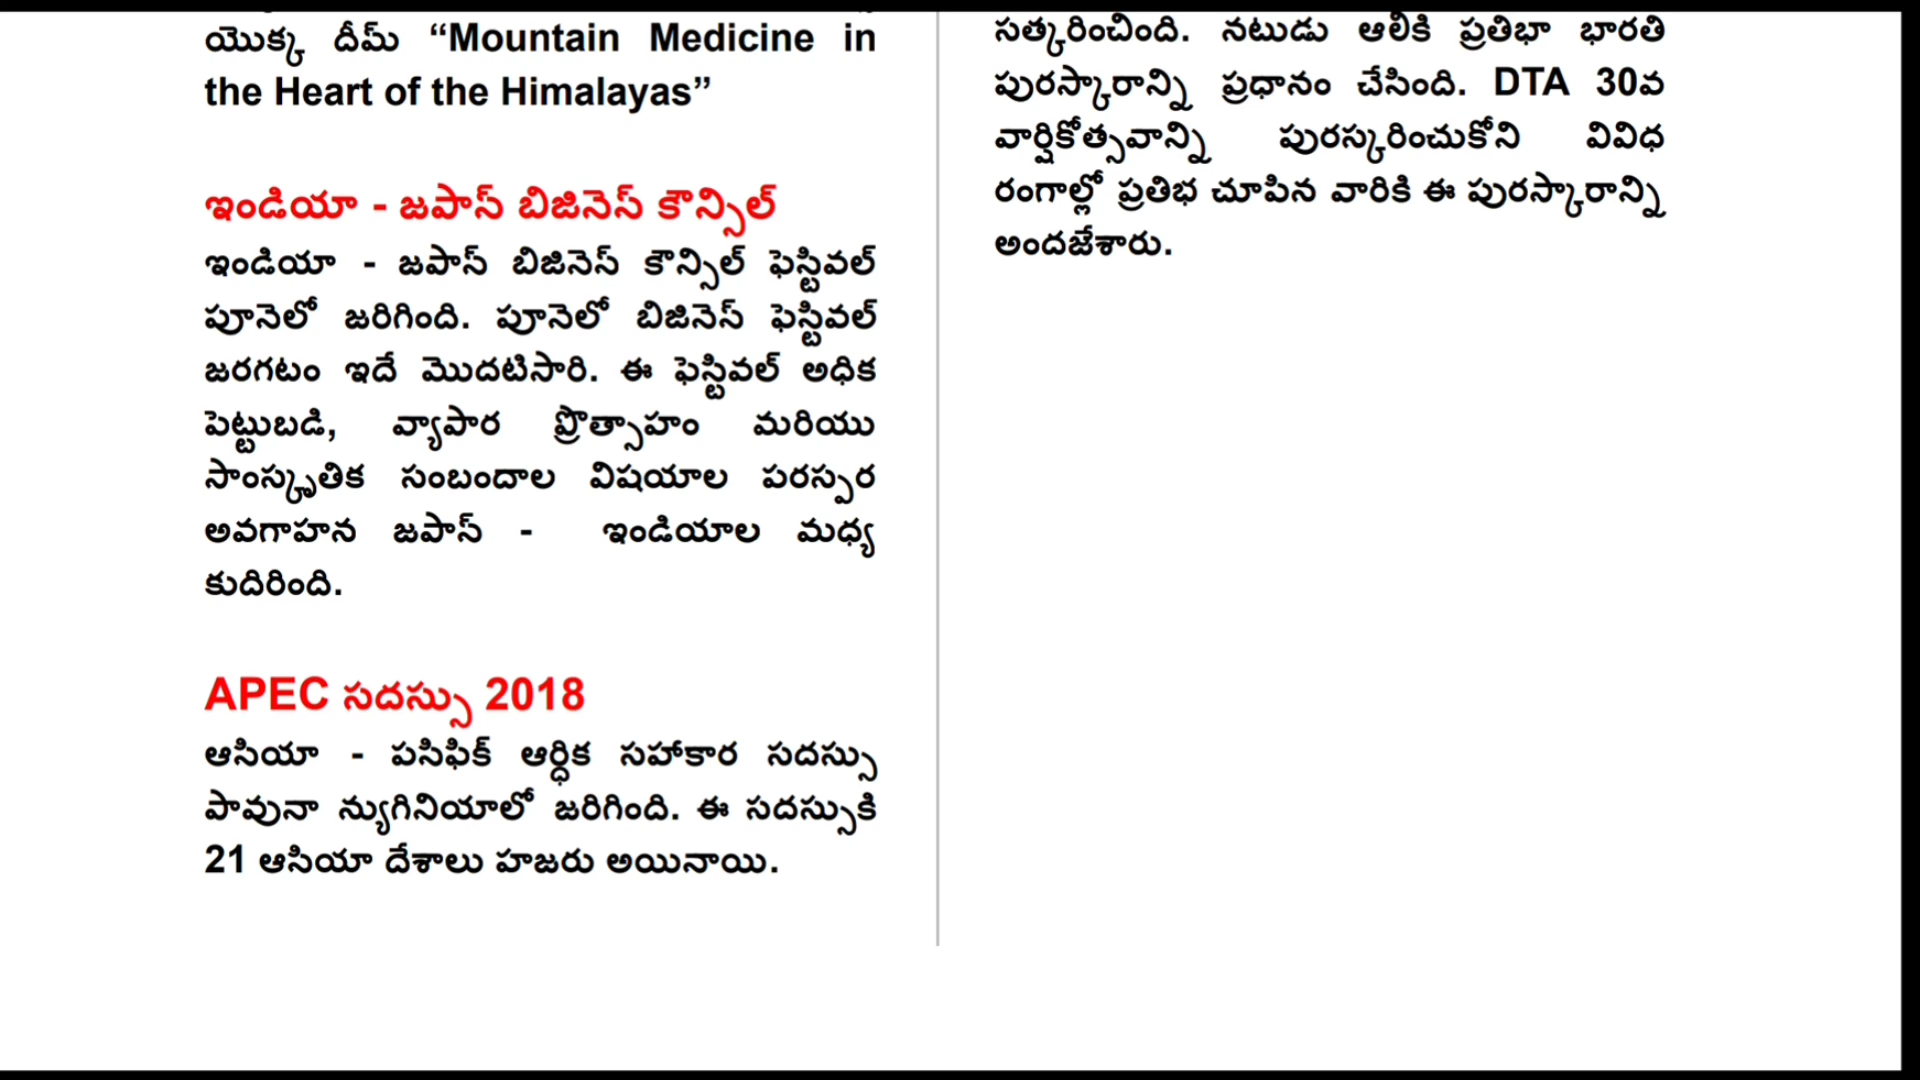 యొక్క దీమ్ “Mountain Medicine in
the Heart of the Himalayas”
ఇండియా - జపాన్ బిజినెస్ కౌన్సిల్
ఇండియా - జపాన్ బిజినెస్ కౌన్సిల్ ఫెస్టివల్
పూనెలో జరిగింది. పూనెలో బిజినెస్ ఫెస్టివల్
జరగటం ఇదే మొదటిసారి. ఈ ఫెస్టివల్ అధిక
పెట్టుబడి, వ్యాపార ప్రొత్సాహం మరియు
సాంస్కృతిక సంబందాల విషయాల పరస్పర
అవగాహన జపాన్ - ఇండియాల మధ్య
కుదిరింది.
APEC సదస్సు 2018
ఆసియా - పసిఫిక్ ఆర్ధిక సహాకార సదస్సు
పావునా న్యుగినియాలో జరిగింది. ఈ సదస్సుకి
21 ఆసియా దేశాలు హజరు అయినాయి.
సత్కరించింది. నటుడు ఆలీకి ప్రతిభా భారతి
పురస్కారాన్ని ప్రధానం చేసింది. DTA 30వ
వార్షికోత్సవాన్ని పురస్కరించుకోని వివిధ
రంగాల్లో ప్రతిభ చూపిన వారికి ఈ పురస్కారాన్ని
అందజేశారు.